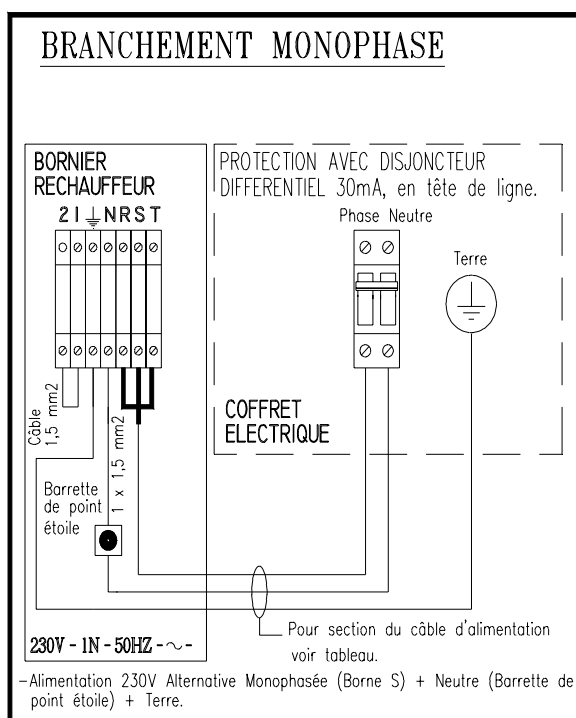 BRANCHEMENT MONOPHASE
BORNIER
RECHAUFFEUR
2 1 ⏚ N R S T
PROTECTION AVEC DISJONCTEUR
DIFFERENTIEL 30mA, en tête de ligne.
Phase Neutre
Terre
Câble
1,5 mm2
1 x 1,5 mm2
COFFRET
ELECTRIQUE
Barrette
de point
étoile
230V - 1N - 50HZ - ~ -
Pour section du câble d'alimentation
voir tableau.
-Alimentation 230V Alternative Monophasée (Borne S) + Neutre (Barrette de
point étoile) + Terre.